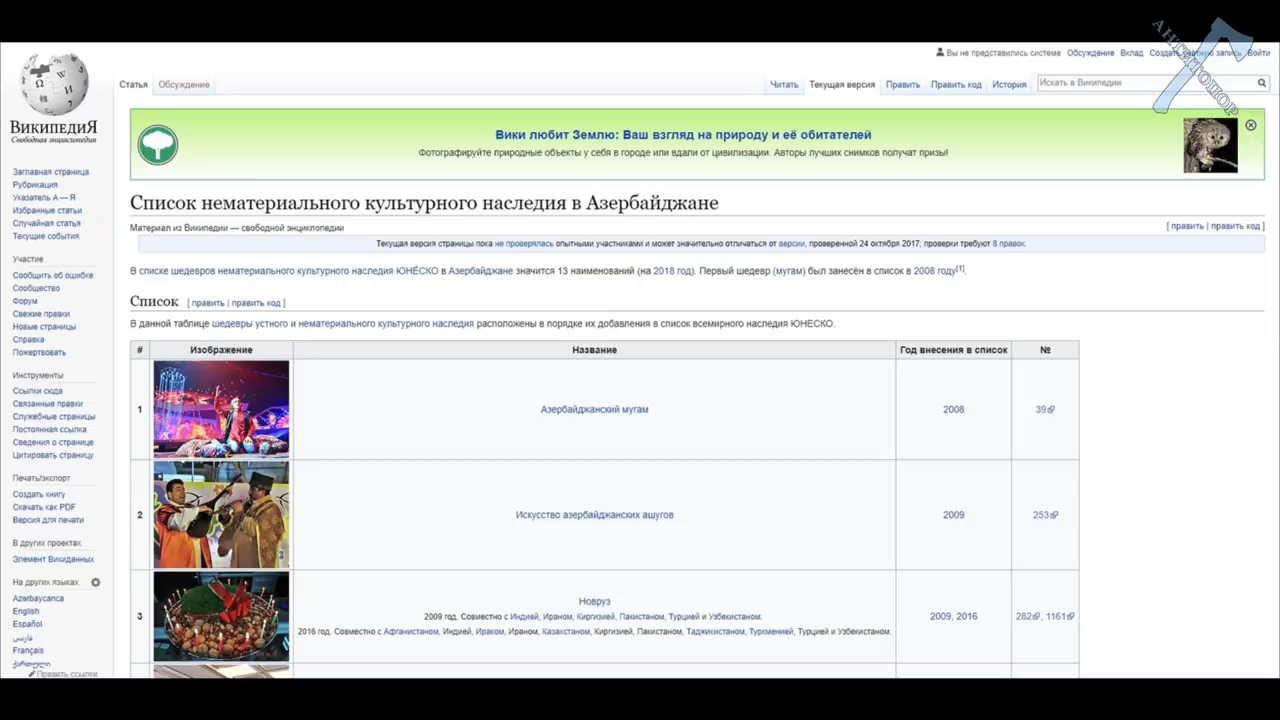 АНТИТОПОР
Вы не представились системе Обсуждение Вклад Создать учётную запись Войти
Статья Обсуждение Читать Текущая версия Править Править код История Искать в Википедии
ВикипедиЯ
Свободная энциклопедия
Вики любит Землю: Ваш взгляд на природу и её обитателей
Фотографируйте природные объекты у себя в городе или вдали от цивилизации. Авторы лучших снимков получат призы!
Заглавная страница
Рубрикация
Указатель А — Я
Избранные статьи
Случайная статья
Текущие события
Участие
Сообщить об ошибке
Сообщество
Форум
Свежие правки
Новые страницы
Справка
Пожертвовать
Инструменты
Ссылки сюда
Связанные правки
Служебные страницы
Постоянная ссылка
Сведения о странице
Цитировать страницу
Печать/экспорт
Создать книгу
Скачать как PDF
Версия для печати
В других проектах
Элемент Викиданных
На других языках
Azərbaycanca
English
Español
فارسی
Français
ქართული
Править ссылки
Список нематериального культурного наследия в Азербайджане
Материал из Википедии — свободной энциклопедии [ править | править код ]
Текущая версия страницы пока не проверялась опытными участниками и может значительно отличаться от версии, проверенной 24 октября 2017; проверки требуют 8 правок.
В списке шедевров нематериального культурного наследия ЮНЕ́СКО в Азербайджане значится 13 наименований (на 2018 год). Первый шедевр (мугам) был занесён в список в 2008 году[1].
Список [ править | править код ]
В данной таблице шедевры устного и нематериального культурного наследия расположены в порядке их добавления в список всемирного наследия ЮНЕСКО.
# Изображение Название Год внесения в список №
1 Азербайджанский мугам 2008 39
2 Искусство азербайджанских ашугов 2009 253
Новруз
2009 год. Совместно с Индией, Ираном, Киргизией, Пакистаном, Турцией и Узбекистаном.
3 2009, 2016 282, 1161
2016 год. Совместно с Афганистаном, Индией, Ираком, Ираном, Казахстаном, Киргизией, Пакистаном, Таджикистаном, Туркменией, Турцией и Узбекистаном.